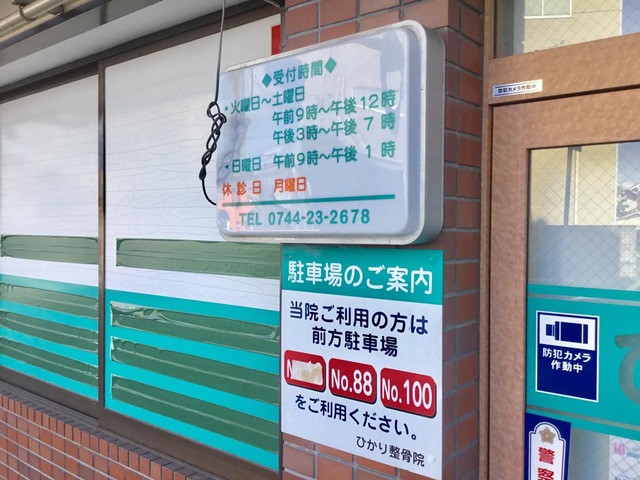 ◆受付時間◆
・火曜日〜土曜日
午前9時〜午後12時
午後3時〜午後 7時
・日曜日 午前9時〜午後 1時
休診日 月曜日
TEL 0744-23-2678
駐車場のご案内
当院ご利用の方は
前方駐車場
No.88 No.100
をご利用ください。
ひかり整骨院
防犯カメラ作動中
防犯カメラ
作動中
警